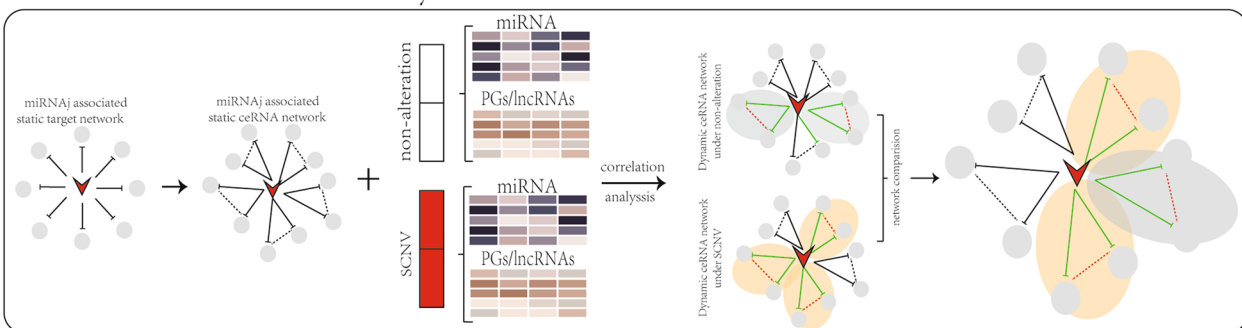 miRNAj associated
static target network
miRNAj associated
static ceRNA network
non-alteration
miRNA
PGs/lncRNAs
SCNV
miRNA
PGs/lncRNAs
correlation
analyssis
Dynamic ceRNA network
under non-alteration
Dynamic ceRNA network
under SCNV
network comparision